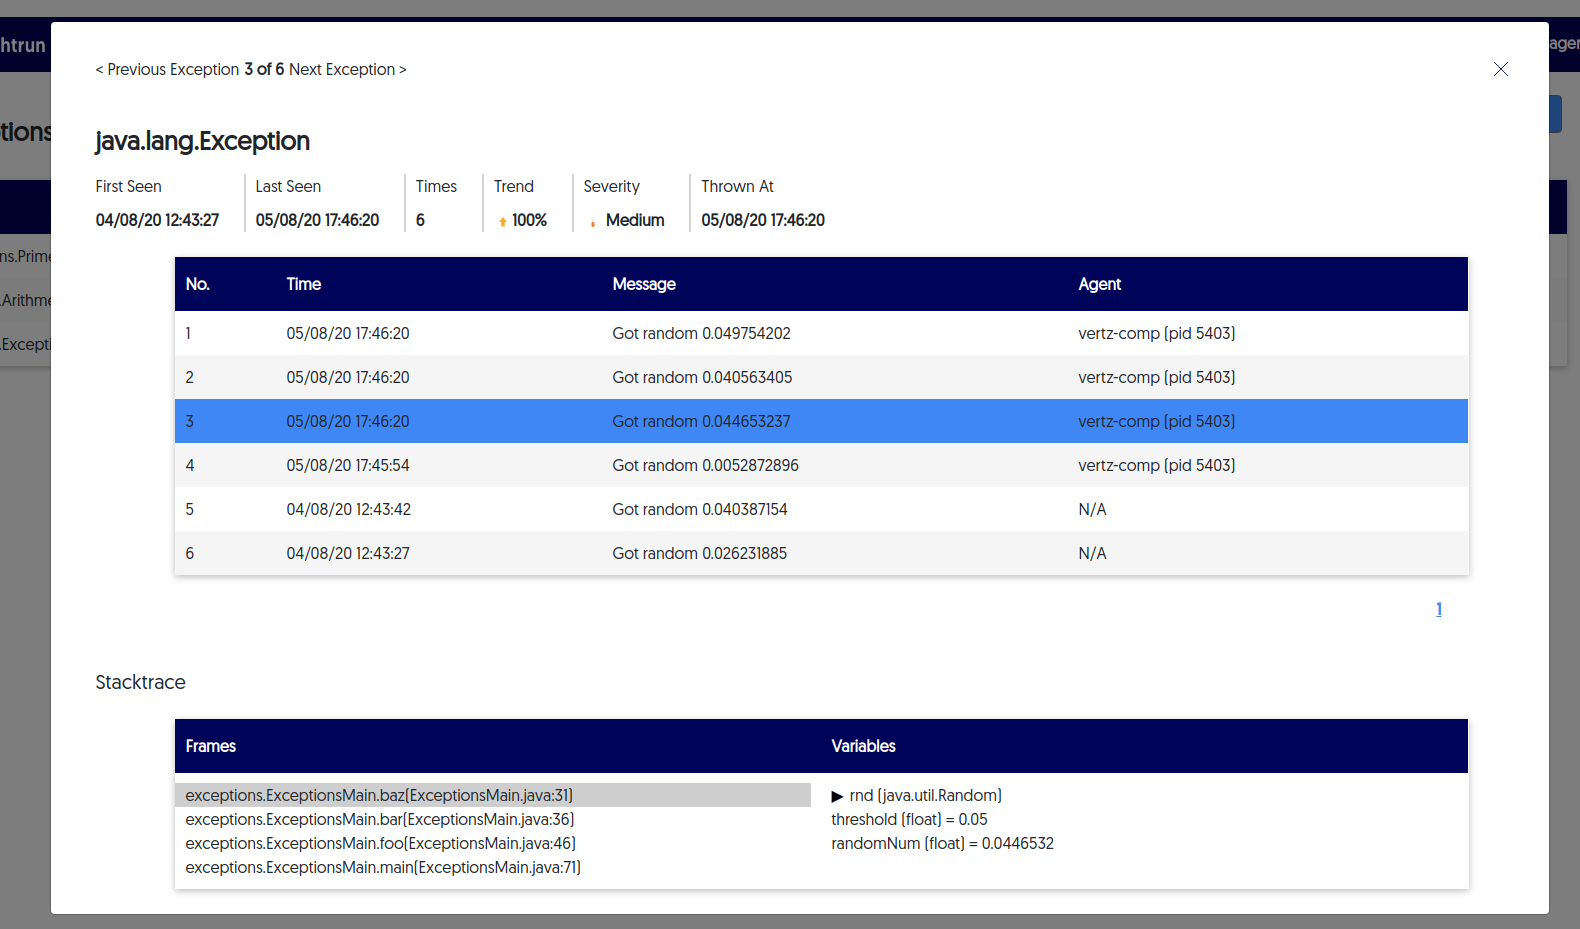 htrun
ager
< Previous Exception 3 of 6 Next Exception >
tions
java.lang.Exception
First Seen Last Seen Times Trend Severity Thrown At
04/08/20 12:43:27 05/08/20 17:46:20 6 100% Medium 05/08/20 17:46:20
No. Time Message Agent
ns.Prime
.Arithme
.Excepti
1 05/08/20 17:46:20 Got random 0.049754202 vertz-comp (pid 5403)
2 05/08/20 17:46:20 Got random 0.040563405 vertz-comp (pid 5403)
3 05/08/20 17:46:20 Got random 0.044653237 vertz-comp (pid 5403)
4 05/08/20 17:45:54 Got random 0.0052872896 vertz-comp (pid 5403)
5 04/08/20 12:43:42 Got random 0.040387154 N/A
6 04/08/20 12:43:27 Got random 0.026231885 N/A
1
Stacktrace
Frames Variables
exceptions.ExceptionsMain.baz(ExceptionsMain.java:31) ▶ rnd (java.util.Random)
exceptions.ExceptionsMain.bar(ExceptionsMain.java:36) threshold (float) = 0.05
exceptions.ExceptionsMain.foo(ExceptionsMain.java:46) randomNum (float) = 0.0446532
exceptions.ExceptionsMain.main(ExceptionsMain.java:71)